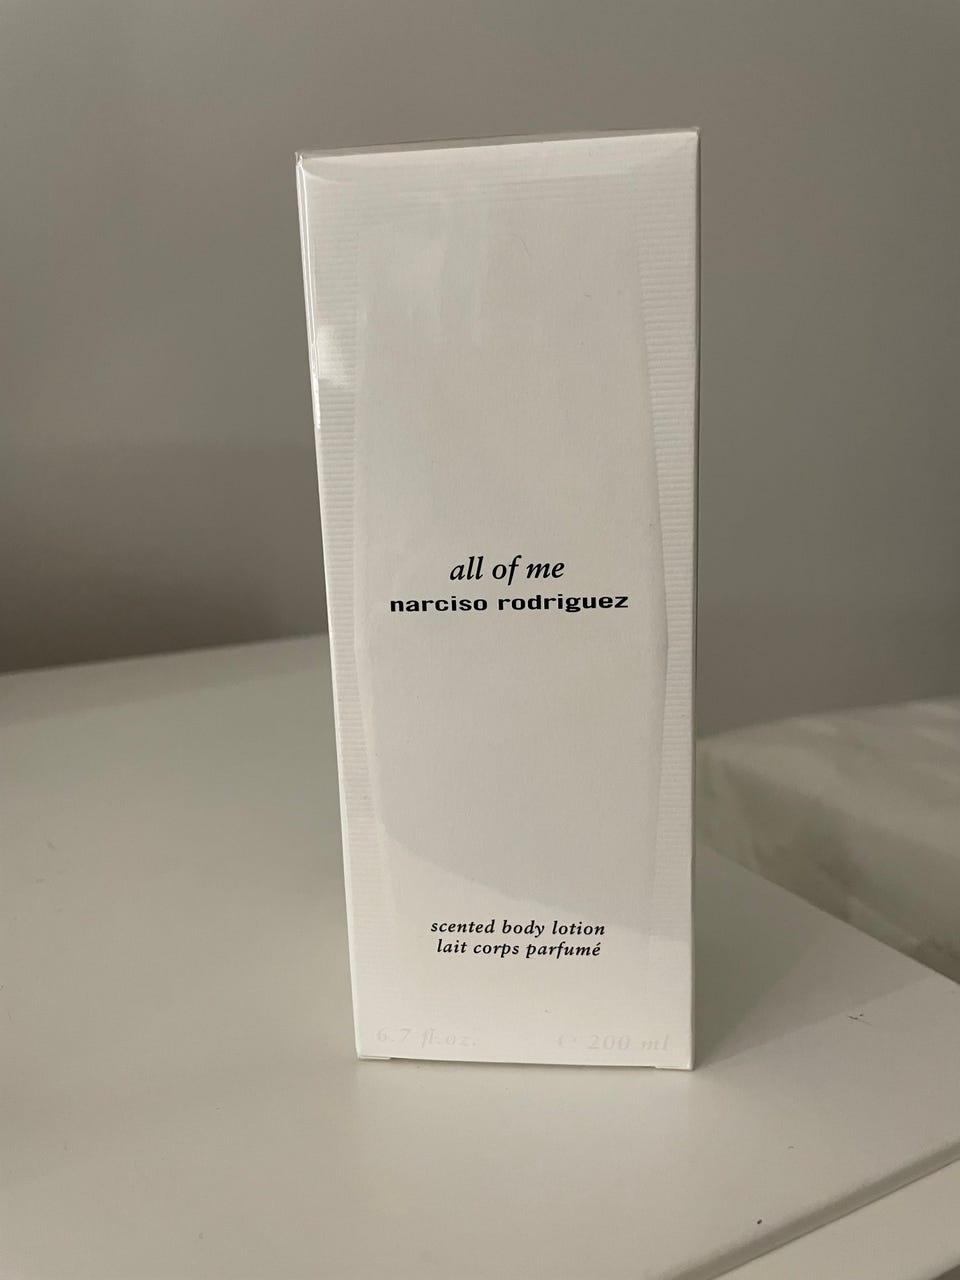 all of me
narciso rodriguez
scented body lotion
lait corps parfumé
6.7 fl.oz. e 200 ml